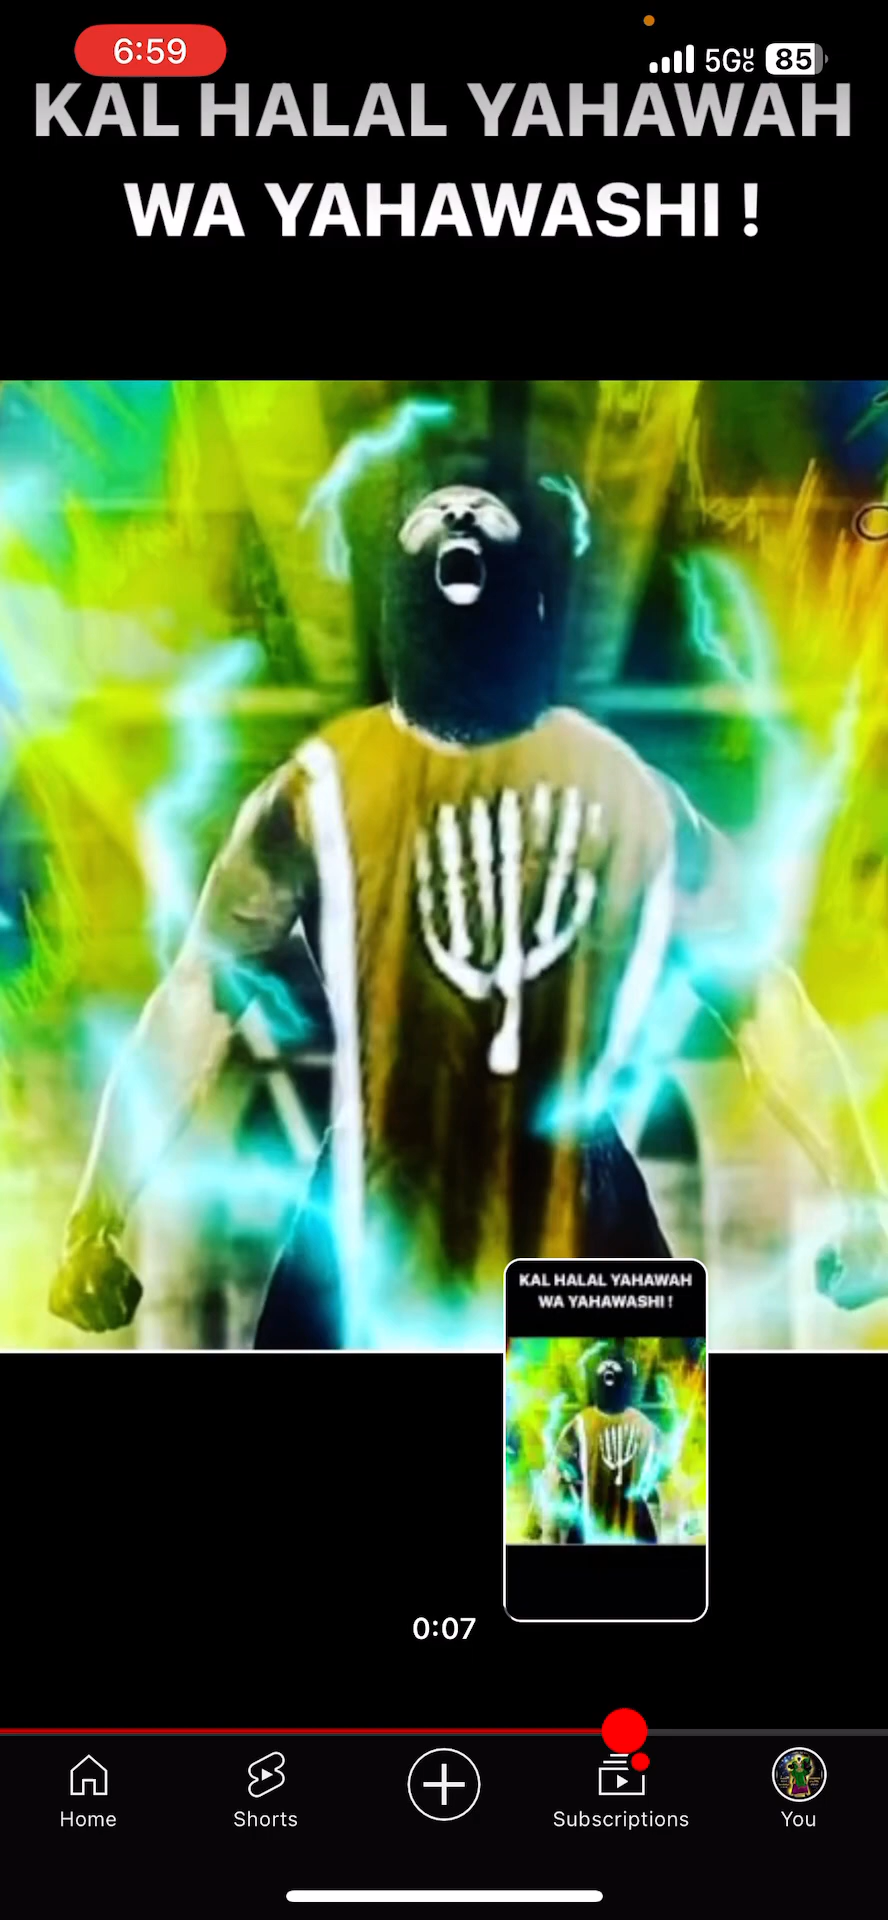 6:59
5G UC 85
KAL HALAL YAHAWAH
WA YAHAWASHI !
KAL HALAL YAHAWAH
WA YAHAWASHI !
0:07
Home
Shorts
Subscriptions
You